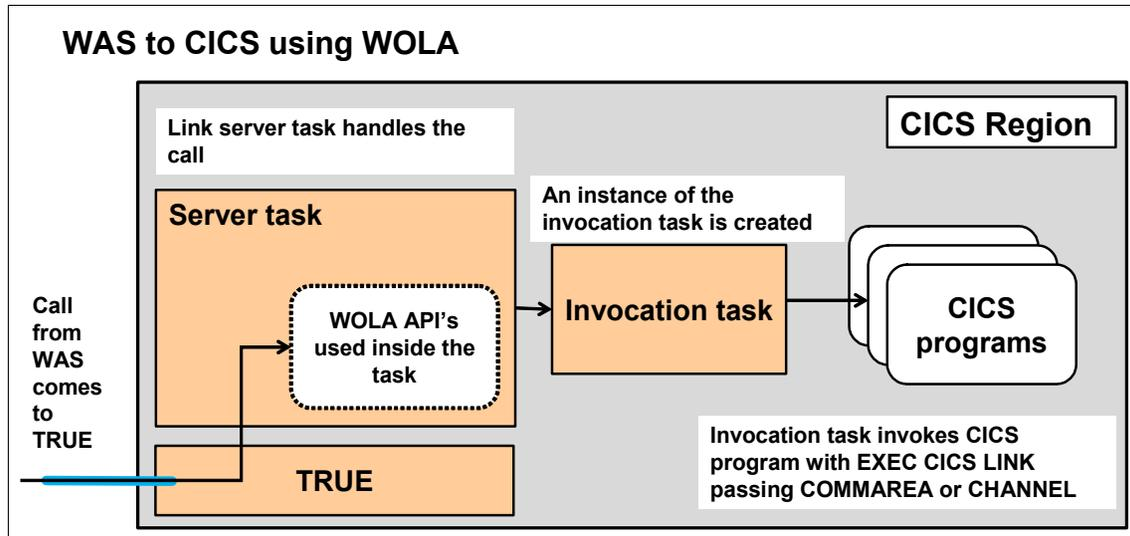 WAS to CICS using WOLA
Link server task handles the
call
CICS Region
An instance of the
invocation task is created
Server task
Call
from
WAS
comes
to
TRUE
WOLA API's
used inside the
task
Invocation task
CICS
programs
TRUE
Invocation task invokes CICS
program with EXEC CICS LINK
passing COMMAREA or CHANNEL